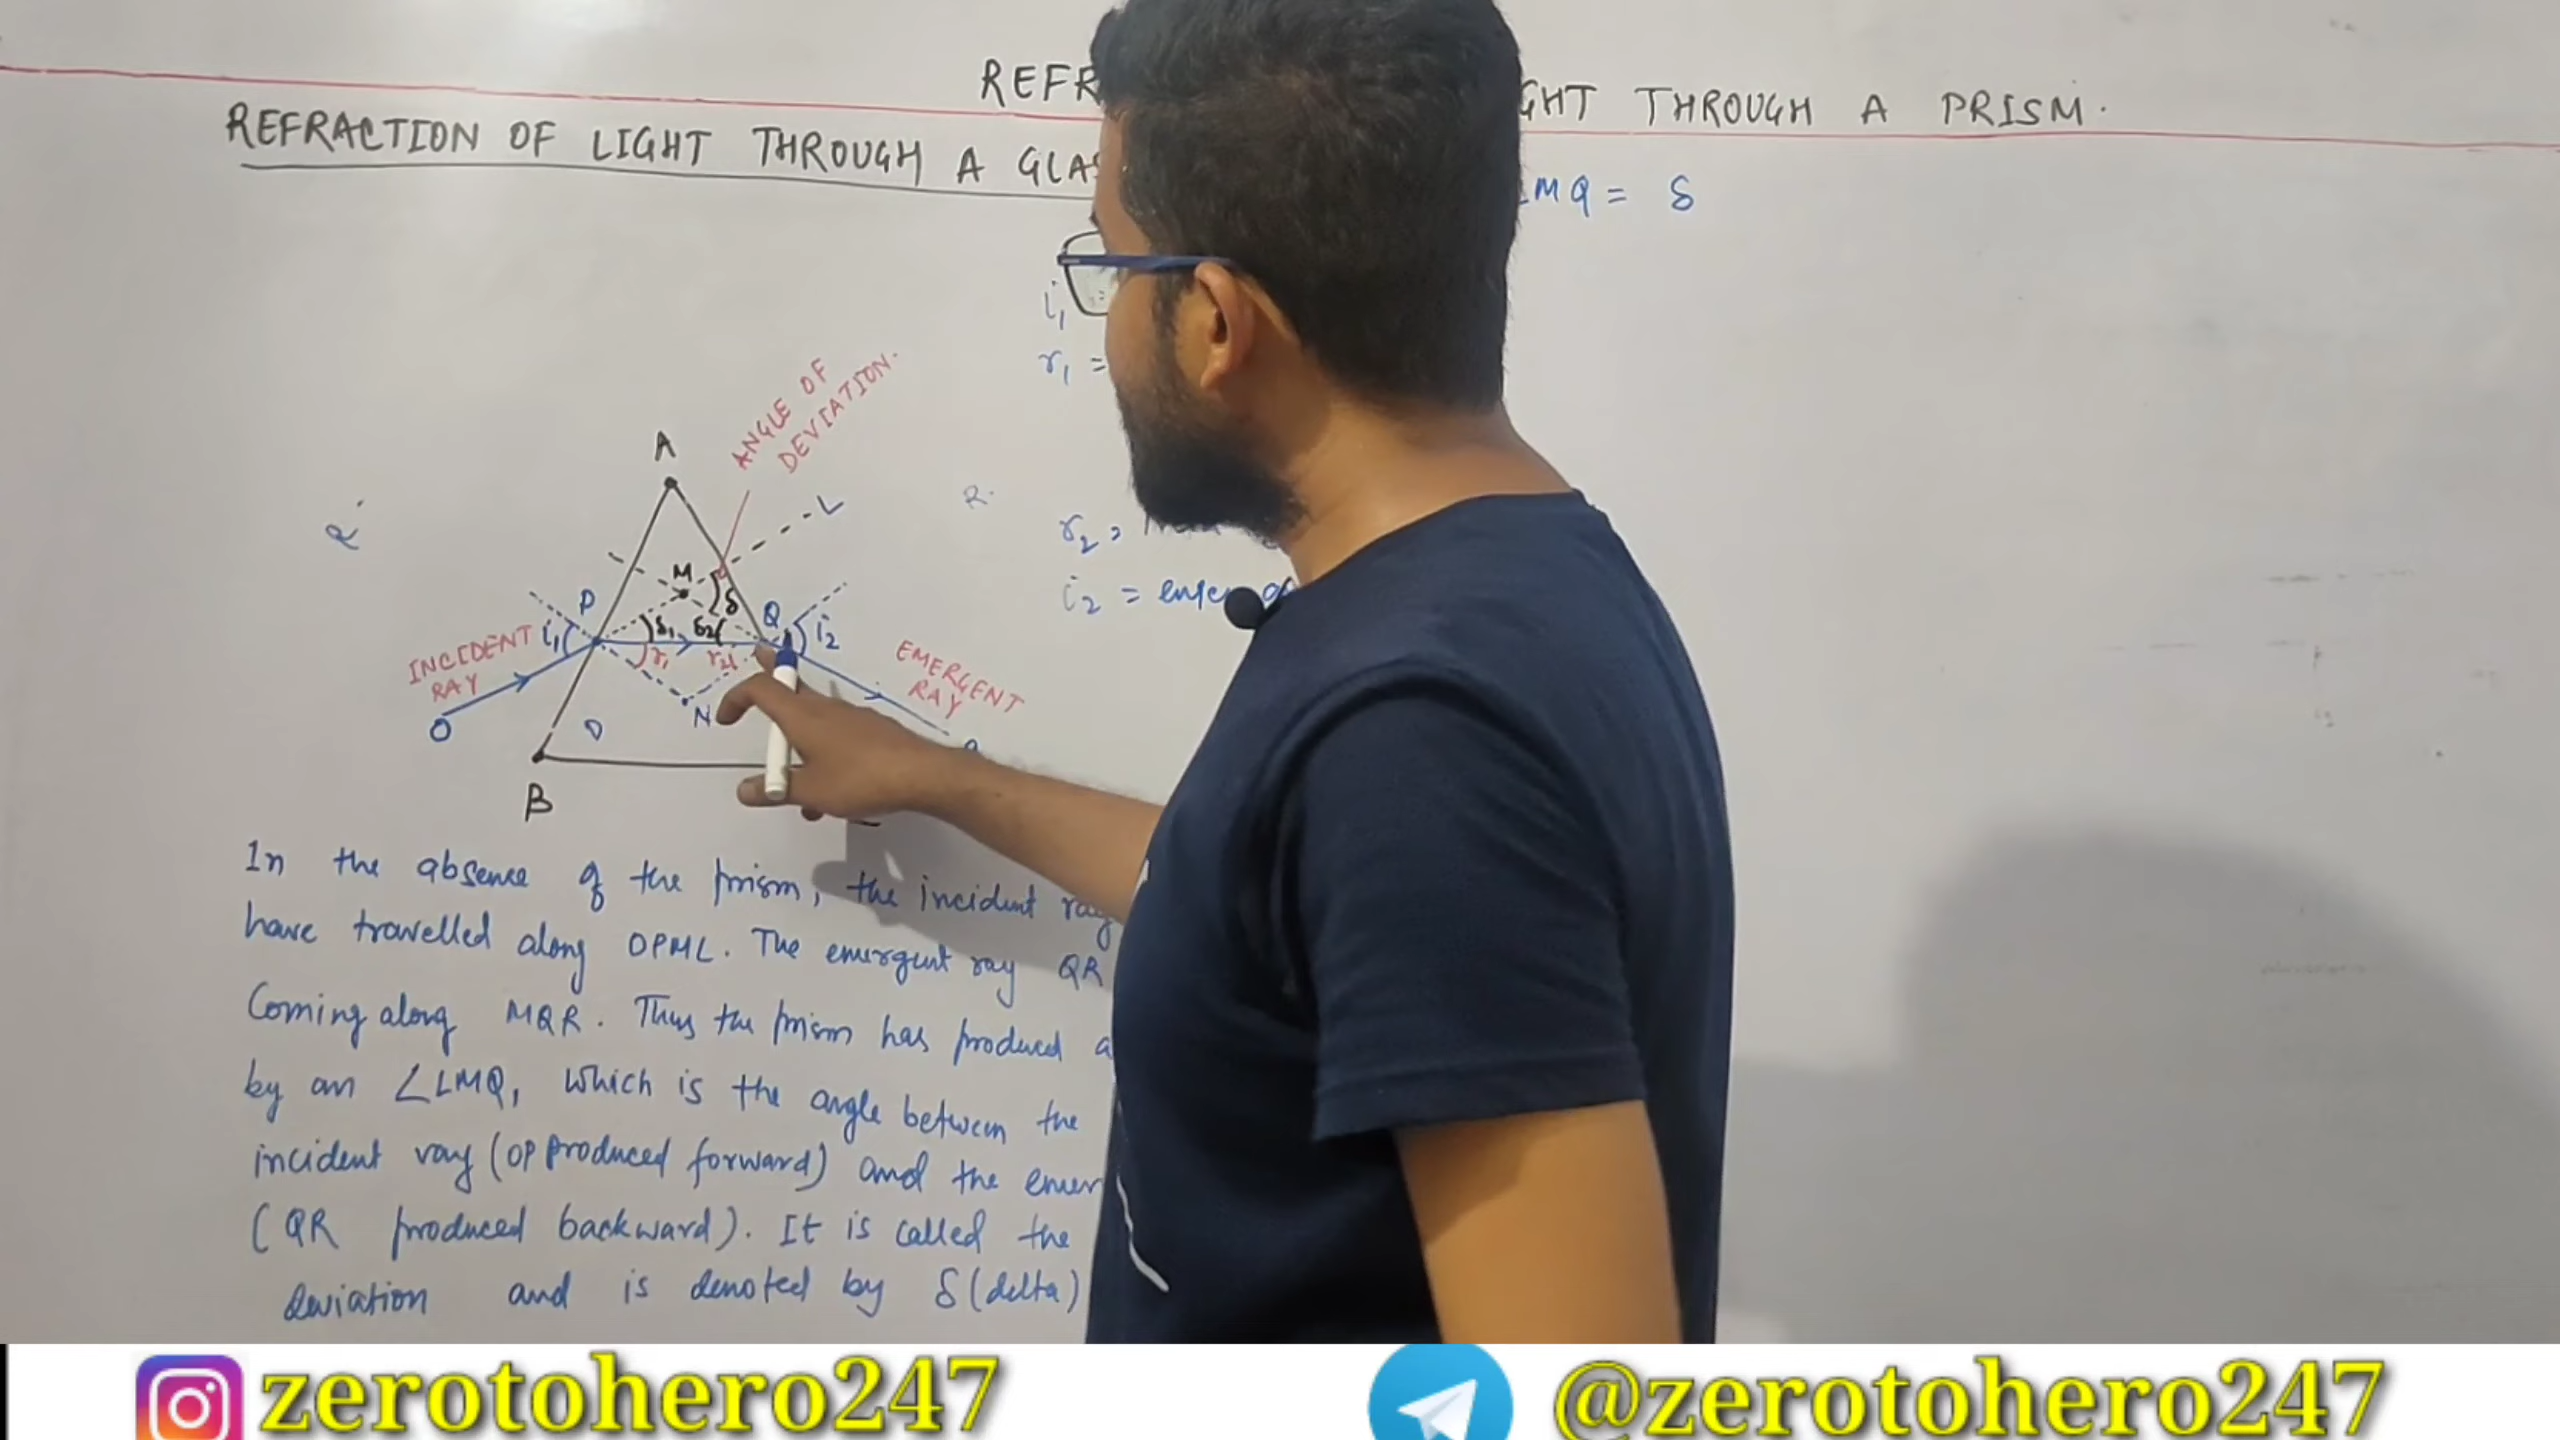 REFR GHT THROUGH A PRISM.
REFRACTION OF LIGHT THROUGH A GLAS
MQ = δ
i1
r1 =
ANGLE OF
DEVIATION.
A
L
R.
r2,
M
δ
i2 =
P
Q
i1
δ1
δ2
i2
INCIDENT
RAY
r1
r2
EMERGENT
RAY
N
O
B
In the absence of the prism, the incident ray
have travelled along OPML. The emergent ray QR
Coming along MQR. Thus the prism has produced a
by an ∠LMQ, which is the angle between the
incident ray (OP produced forward) and the emer
(QR produced backward). It is called the
deviation and is denoted by δ(delta)
zerotohero247
@zerotohero247